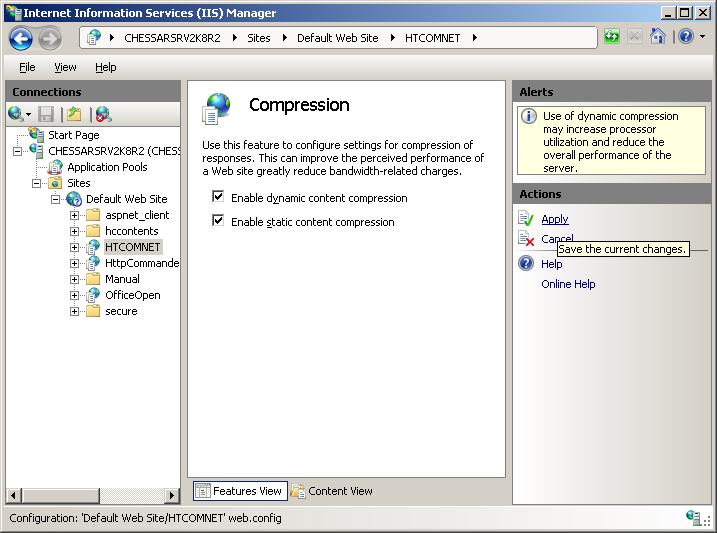 Internet Information Services (IIS) Manager
CHESSARSRV2K8R2 Sites Default Web Site HTCOMNET
File View Help
Connections
Start Page
CHESSARSRV2K8R2 (CHESS
Application Pools
Sites
Default Web Site
aspnet_client
hccontents
HTCOMNET
HttpCommande
Manual
OfficeOpen
secure
Compression
Use this feature to configure settings for compression of
responses. This can improve the perceived performance of
a Web site greatly reduce bandwidth-related charges.
Enable dynamic content compression
Enable static content compression
Features View Content View
Alerts
Use of dynamic compression
may increase processor
utilization and reduce the
overall performance of the
server.
Actions
Apply
Cancel
Save the current changes.
Help
Online Help
Configuration: 'Default Web Site/HTCOMNET' web.config